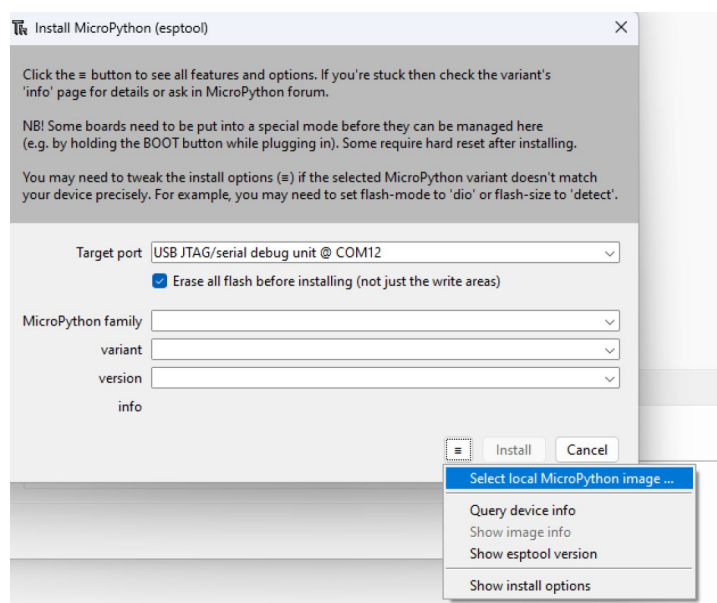 Install MicroPython (esptool)
Click the ≡ button to see all features and options. If you're stuck then check the variant's
'info' page for details or ask in MicroPython forum.
NB! Some boards need to be put into a special mode before they can be managed here
(e.g. by holding the BOOT button while plugging in). Some require hard reset after installing.
You may need to tweak the install options (≡) if the selected MicroPython variant doesn't match
your device precisely. For example, you may need to set flash-mode to 'dio' or flash-size to 'detect'.
Target port USB JTAG/serial debug unit @ COM12
Erase all flash before installing (not just the write areas)
MicroPython family
variant
version
info
≡ Install Cancel
Select local MicroPython image ...
Query device info
Show image info
Show esptool version
Show install options